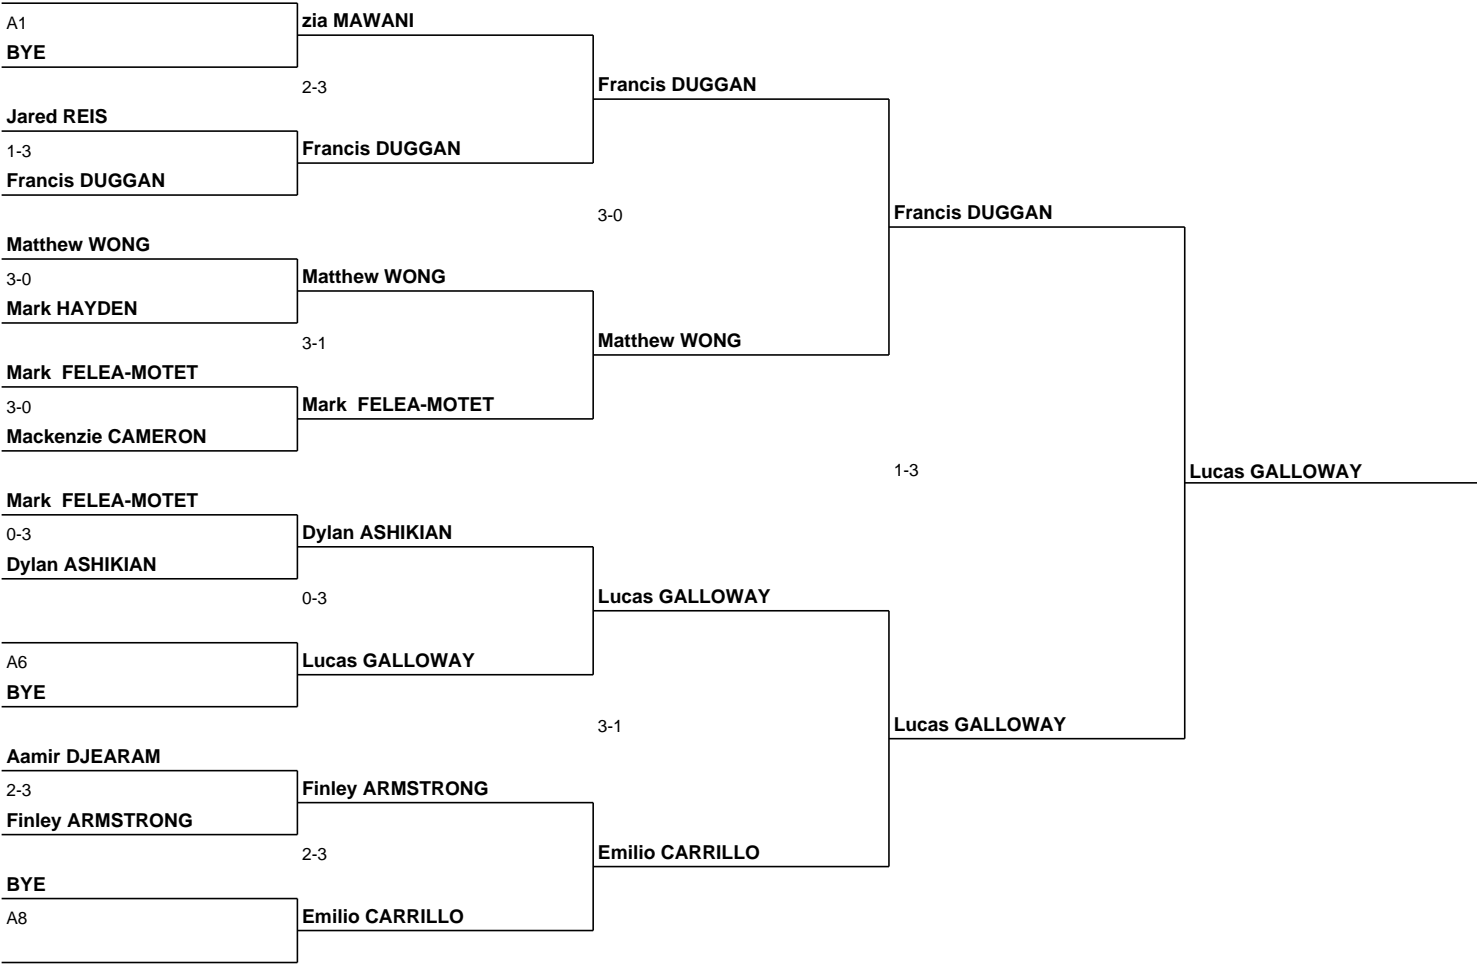 A1
BYE
zia MAWANI
2-3
Jared REIS
1-3
Francis DUGGAN
Francis DUGGAN
Francis DUGGAN
3-0
Matthew WONG
3-0
Mark HAYDEN
Matthew WONG
3-1
Mark  FELEA-MOTET
3-0
Mackenzie CAMERON
Mark  FELEA-MOTET
Matthew WONG
Francis DUGGAN
1-3
Mark  FELEA-MOTET
0-3
Dylan ASHIKIAN
Dylan ASHIKIAN
0-3
A6
BYE
Lucas GALLOWAY
Lucas GALLOWAY
3-1
Aamir DJEARAM
2-3
Finley ARMSTRONG
Finley ARMSTRONG
2-3
BYE
A8
Emilio CARRILLO
Emilio CARRILLO
Lucas GALLOWAY
Lucas GALLOWAY